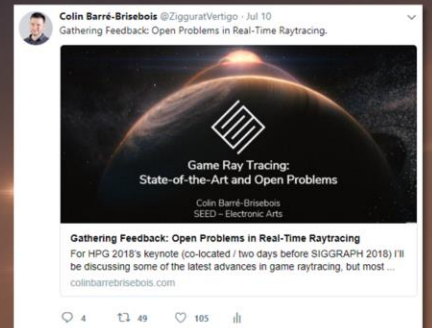 Colin Barré-Brisebois @ZigguratVertigo · Jul 10
Gathering Feedback: Open Problems in Real-Time Raytracing.
Game Ray Tracing:
State-of-the-Art and Open Problems
Colin Barré-Brisebois
SEED – Electronic Arts
Gathering Feedback: Open Problems in Real-Time Raytracing
For HPG 2018's keynote (co-located / two days before SIGGRAPH 2018) I'll
be discussing some of the latest advances in game raytracing, but most ...
colinbarrebrisebois.com
4 49 105